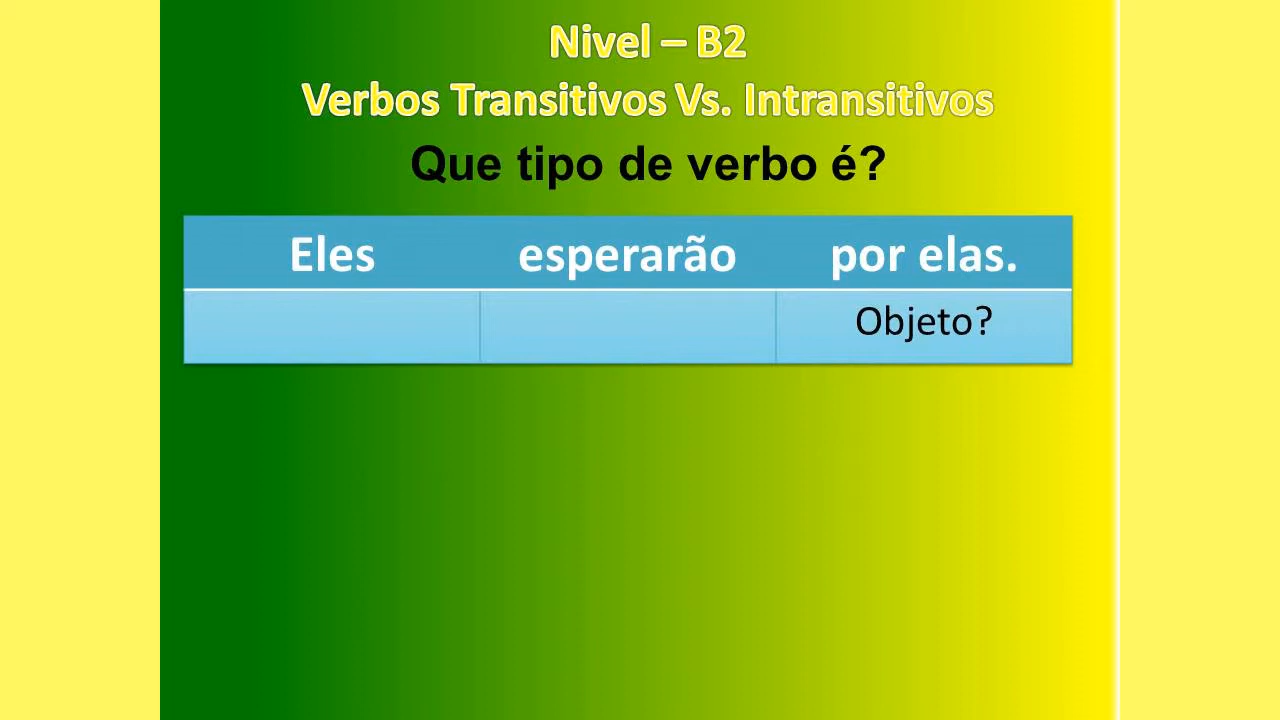 Nivel – B2
Verbos Transitivos Vs. Intransitivos
Que tipo de verbo é?
Eles esperarão por elas.
Objeto?